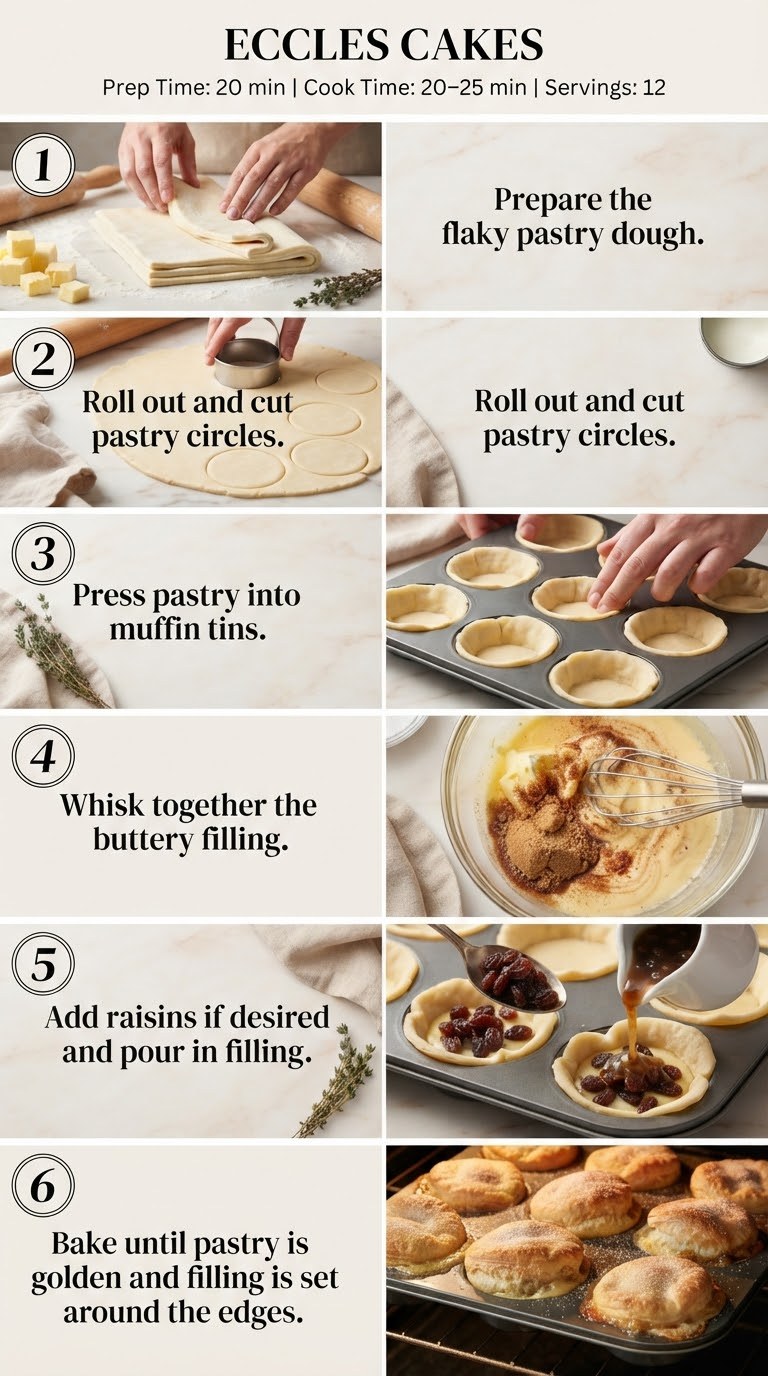 ECCLES CAKES
Prep Time: 20 min | Cook Time: 20–25 min | Servings: 12
1
Prepare the
flaky pastry dough.
2
Roll out and cut
pastry circles.
Roll out and cut
pastry circles.
3
Press pastry into
muffin tins.
4
Whisk together the
buttery filling.
5
Add raisins if desired
and pour in filling.
6
Bake until pastry is
golden and filling is set
around the edges.